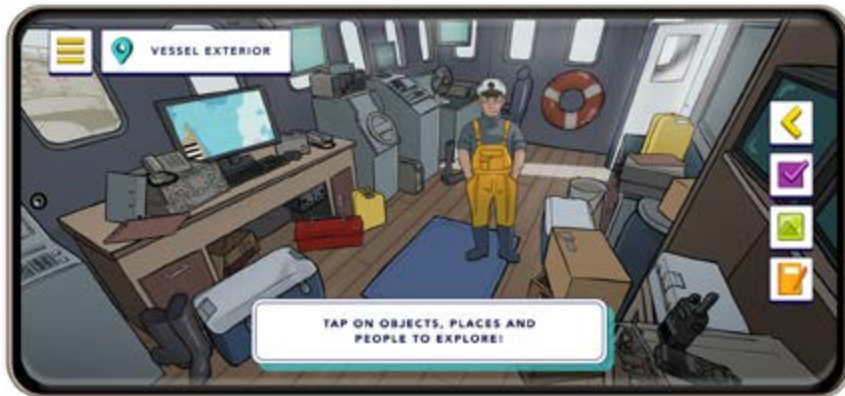 VESSEL EXTERIOR
TAP ON OBJECTS, PLACES AND
PEOPLE TO EXPLORE!